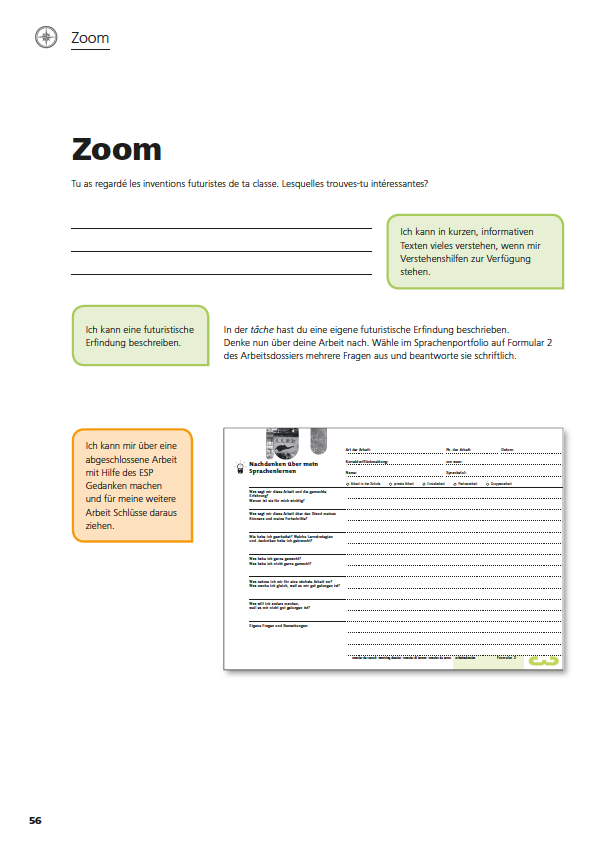 Zoom
Zoom
Tu as regardé les inventions futuristes de ta classe. Lesquelles trouves-tu intéressantes?
Ich kann in kurzen, informativen
Texten vieles verstehen, wenn mir
Verstehenshilfen zur Verfügung
stehen.
Ich kann eine futuristische
Erfindung beschreiben.
In der tâche hast du eine eigene futuristische Erfindung beschrieben.
Denke nun über deine Arbeit nach. Wähle im Sprachenportfolio auf Formular 2
des Arbeitsdossiers mehrere Fragen aus und beantworte sie schriftlich.
Ich kann mir über eine
abgeschlossene Arbeit
mit Hilfe des ESP
Gedanken machen
und für meine weitere
Arbeit Schlüsse daraus
ziehen.
Nachdenken über mein
Sprachenlernen
Art der Arbeit:
Nr. der Arbeit:
Datum:
Kontakt/Rückmeldung:
von wem:
Name:
Sprache(n):
Arbeit in der Schule
private Arbeit
Einzelarbeit
Partnerarbeit
Gruppenarbeit
Was sagt mir diese Arbeit und die gemachte
Erfahrung?
Warum ist sie für mich wichtig?
Was sagt mir diese Arbeit über den Stand meines
Könnens und meine Fortschritte?
Wie habe ich gearbeitet? Welche Lernstrategien
und -techniken habe ich gebraucht?
Was habe ich gerne gemacht?
Was habe ich nicht gerne gemacht?
Was nehme ich mir für eine nächste Arbeit vor?
Was mache ich gleich, weil es mir gut gelungen ist?
Was will ich anders machen,
weil es mir nicht gut gelungen ist?
Eigene Fragen und Bemerkungen:
Formular 2
56